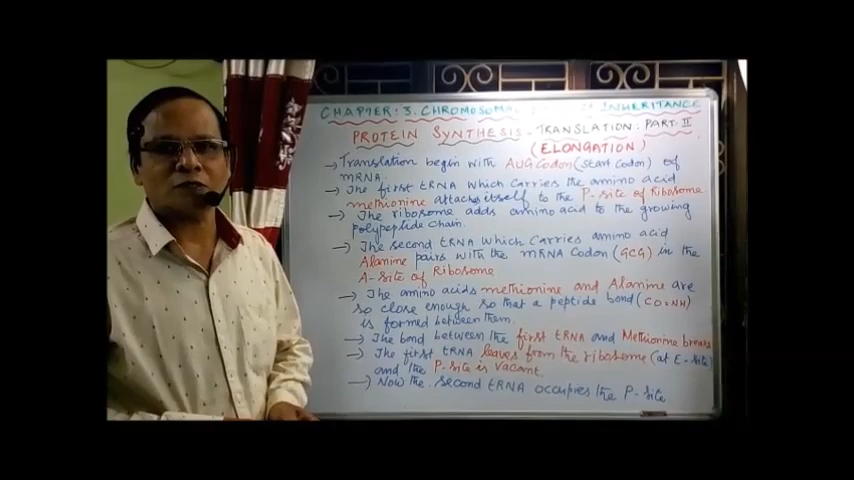 CHAPTER: 3. CHROMOSOMAL INHERITANCE
PROTEIN SYNTHESIS - TRANSLATION: PART-II
(ELONGATION)
→ Translation begin with AUG Codon (Start Codon) of
mRNA.
→ The first tRNA which Carries the amino acid
methionine attaches itself to the P-site of Ribosome
→ The ribosome adds amino acid to the growing
polypeptide chain.
→ The second tRNA which Carries amino acid
Alamine pairs with the mRNA Codon (GCG) in the
A-site of Ribosome
→ The amino acids methionine and Alamine are
so close enough so that a peptide bond (CO=NH)
is formed between them.
→ The bond between the first tRNA and Methionine breaks
→ The first tRNA leaves from the ribosome (at E-site)
and the P-site is vacant.
→ Now the second tRNA occupies the P-site